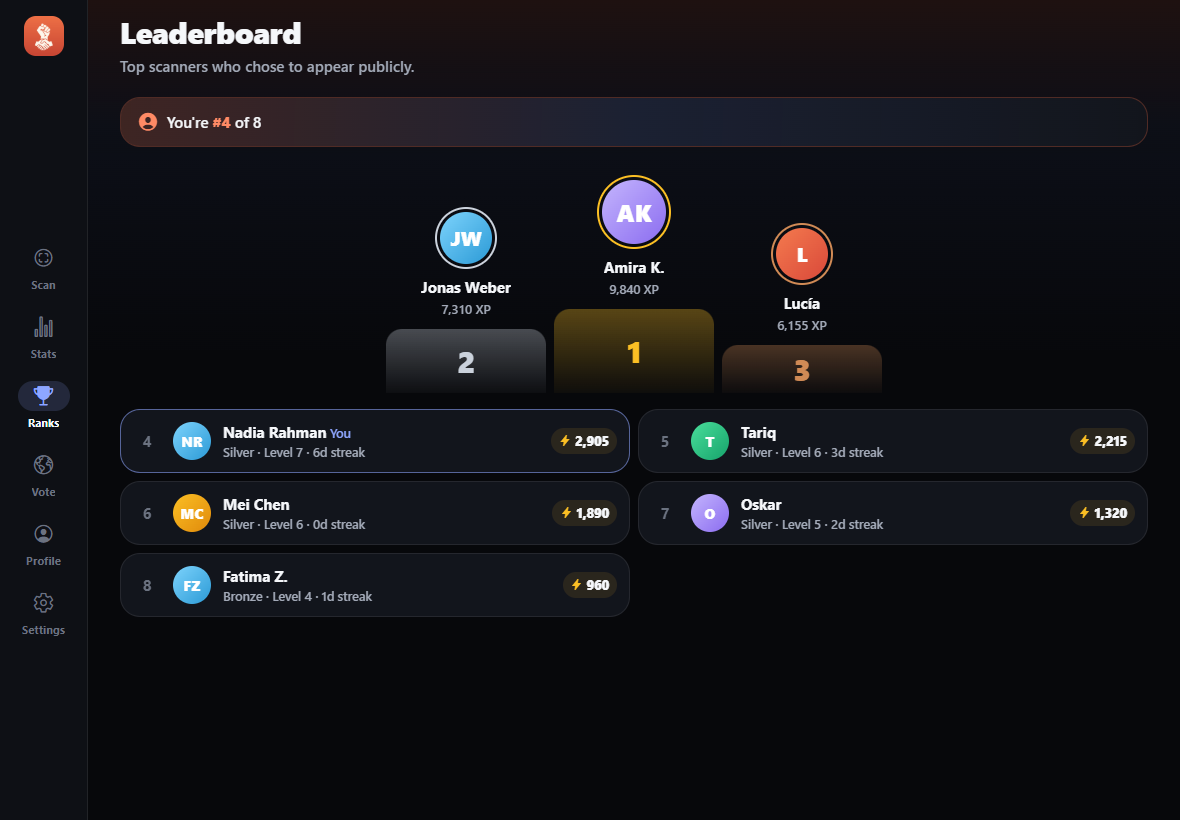 Leaderboard
Top scanners who chose to appear publicly.
You're #4 of 8
Scan
Stats
Ranks
Vote
Profile
Settings
JW
Jonas Weber
7,310 XP
2
AK
Amira K.
9,840 XP
1
L
Lucía
6,155 XP
3
4
NR
Nadia Rahman You
Silver · Level 7 · 6d streak
2,905
5
T
Tariq
Silver · Level 6 · 3d streak
2,215
6
MC
Mei Chen
Silver · Level 6 · 0d streak
1,890
7
O
Oskar
Silver · Level 5 · 2d streak
1,320
8
FZ
Fatima Z.
Bronze · Level 4 · 1d streak
960